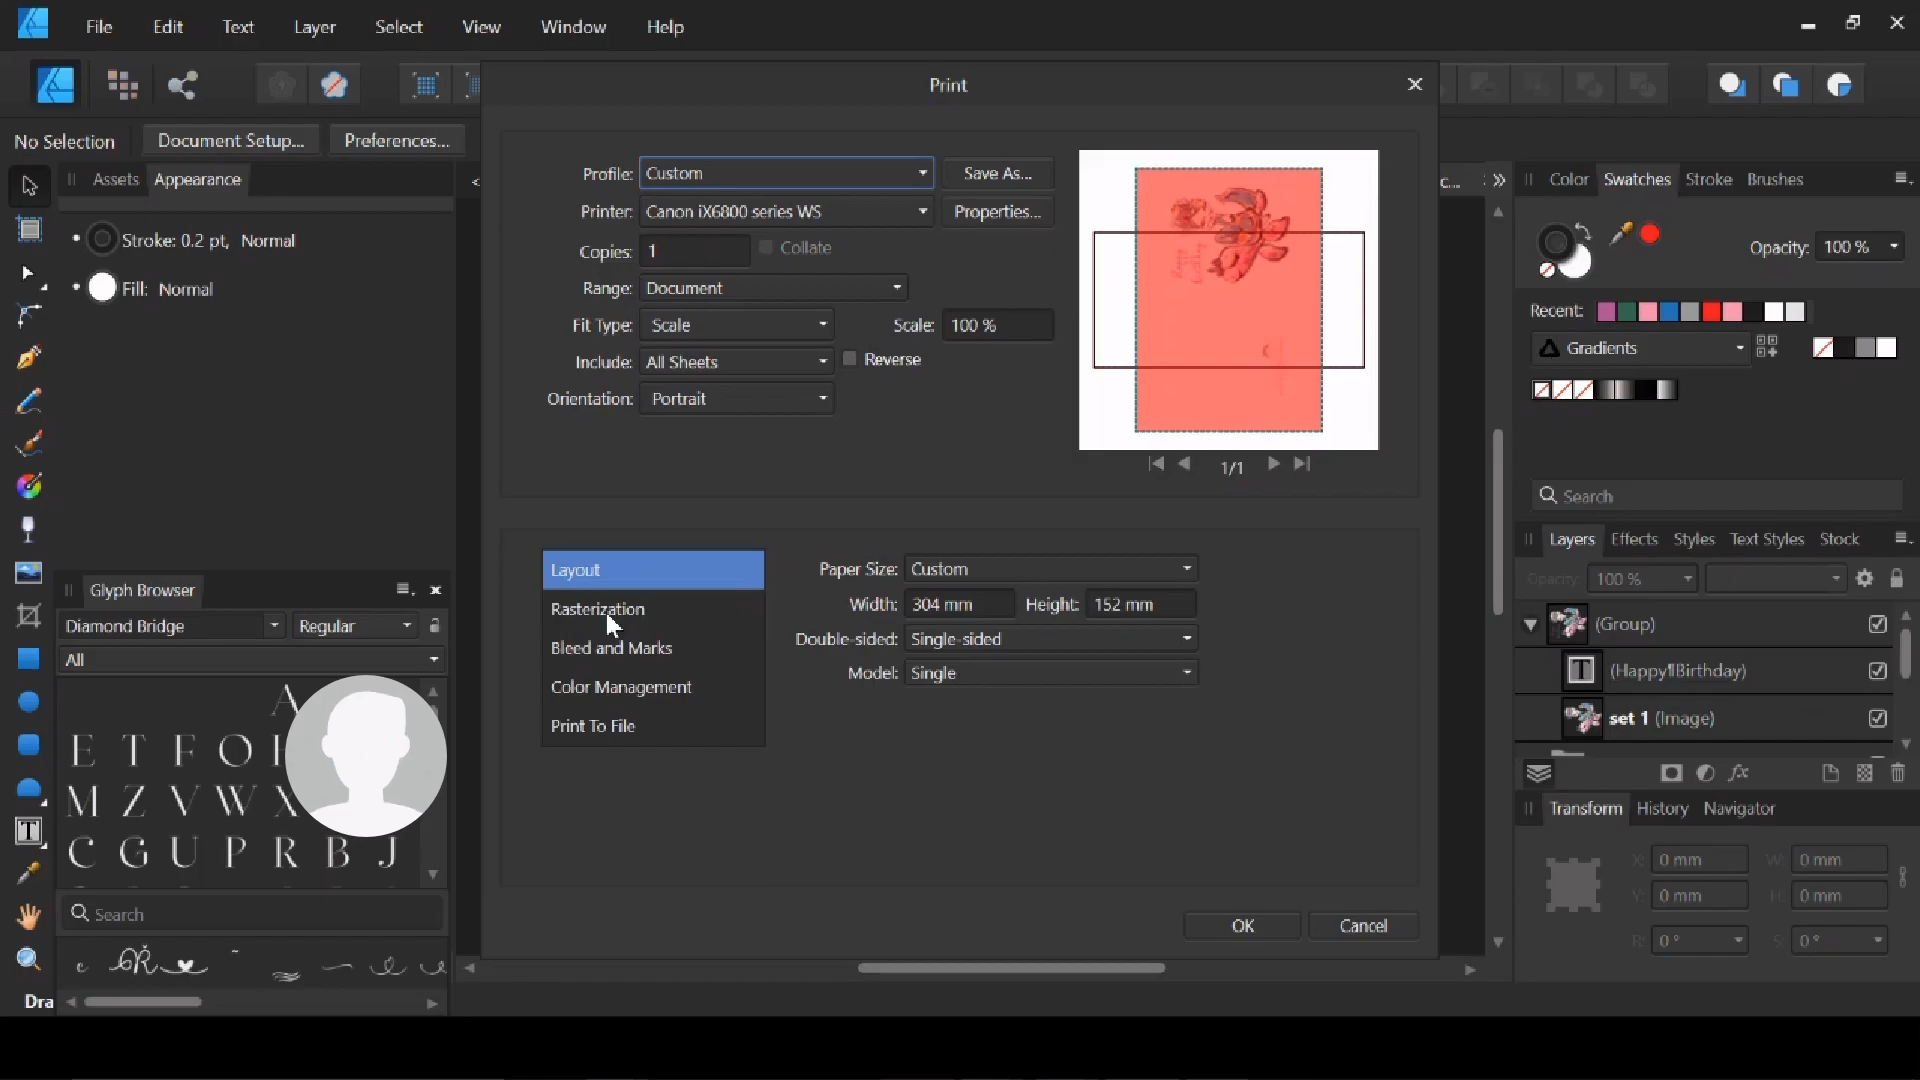 File Edit Text Layer Select View Window Help
Print
No Selection Document Setup... Preferences...
Assets Appearance
Stroke: 0.2 pt, Normal
Fill: Normal
Profile: Custom Save As...
Printer: Canon iX6800 series WS Properties...
Copies: 1 Collate
Range: Document
Fit Type: Scale Scale: 100 %
Include: All Sheets Reverse
Orientation: Portrait
Happy
Birthday
1/1
Layout
Rasterization
Bleed and Marks
Color Management
Print To File
Paper Size: Custom
Width: 304 mm Height: 152 mm
Double-sided: Single-sided
Model: Single
OK Cancel
Glyph Browser
Diamond Bridge Regular
All
A
E T F O
M Z V W X
C G U P R B J
Search
Dra
Color Swatches Stroke Brushes
Opacity: 100 %
Recent:
Gradients
Search
Layers Effects Styles Text Styles Stock
Opacity: 100 %
(Group)
(Happy¶Birthday)
set 1 (Image)
Transform History Navigator
X: 0 mm W: 0 mm
Y: 0 mm H: 0 mm
R: 0 ° S: 0 °